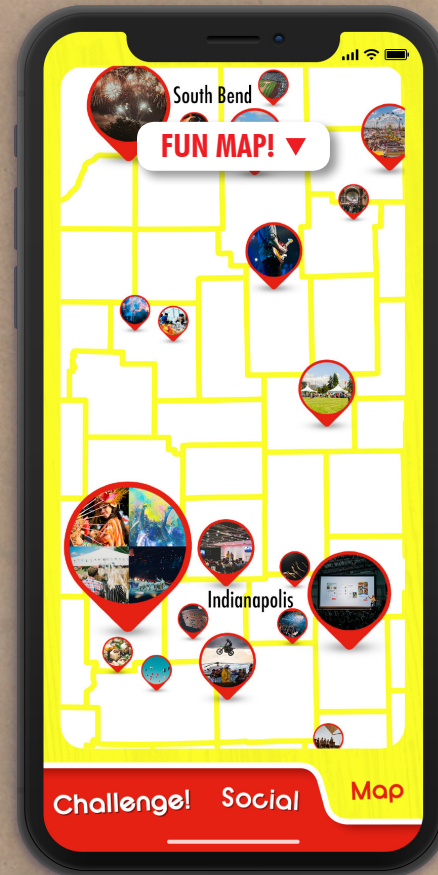 South Bend
FUN MAP! ▼
Indianapolis
Challenge!
Social
Map